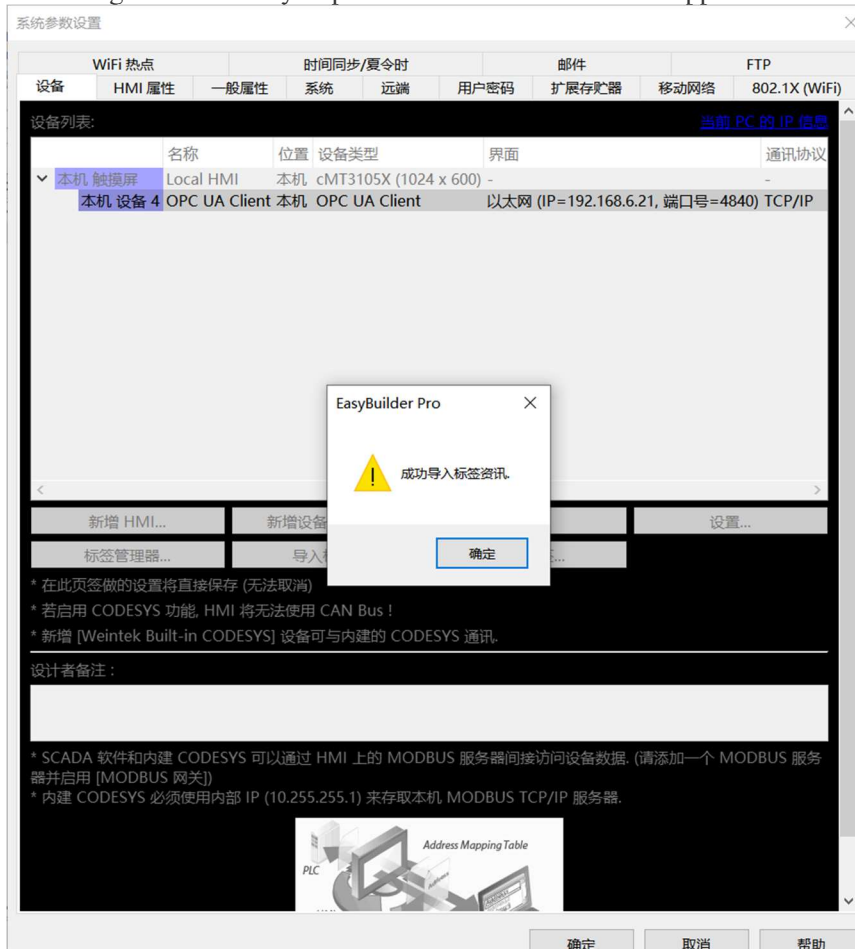 系统参数设置
WiFi 热点 时间同步/夏令时 邮件 FTP
设备 HMI 属性 一般属性 系统 远端 用户密码 扩展存贮器 移动网络 802.1X (WiFi)
设备列表: 当前 PC 的 IP 信息
名称 位置 设备类型 界面 通讯协议
本机 触摸屏 Local HMI 本机 cMT3105X (1024 x 600) - -
本机 设备 4 OPC UA Client 本机 OPC UA Client 以太网 (IP=192.168.6.21, 端口号=4840) TCP/IP
EasyBuilder Pro
成功导入标签资讯.
确定
新增 HMI... 新增设备 设置...
标签管理器... 导入
* 在此页签做的设置将直接保存 (无法取消)
* 若启用 CODESYS 功能, HMI 将无法使用 CAN Bus !
* 新增 [Weintek Built-in CODESYS] 设备可与内建的 CODESYS 通讯.
设计者备注 :
* SCADA 软件和内建 CODESYS 可以通过 HMI 上的 MODBUS 服务器间接访问设备数据. (请添加一个 MODBUS 服务
器并启用 [MODBUS 网关])
* 内建 CODESYS 必须使用内部 IP (10.255.255.1) 来存取本机 MODBUS TCP/IP 服务器.
Address Mapping Table
PLC
确定 取消 帮助